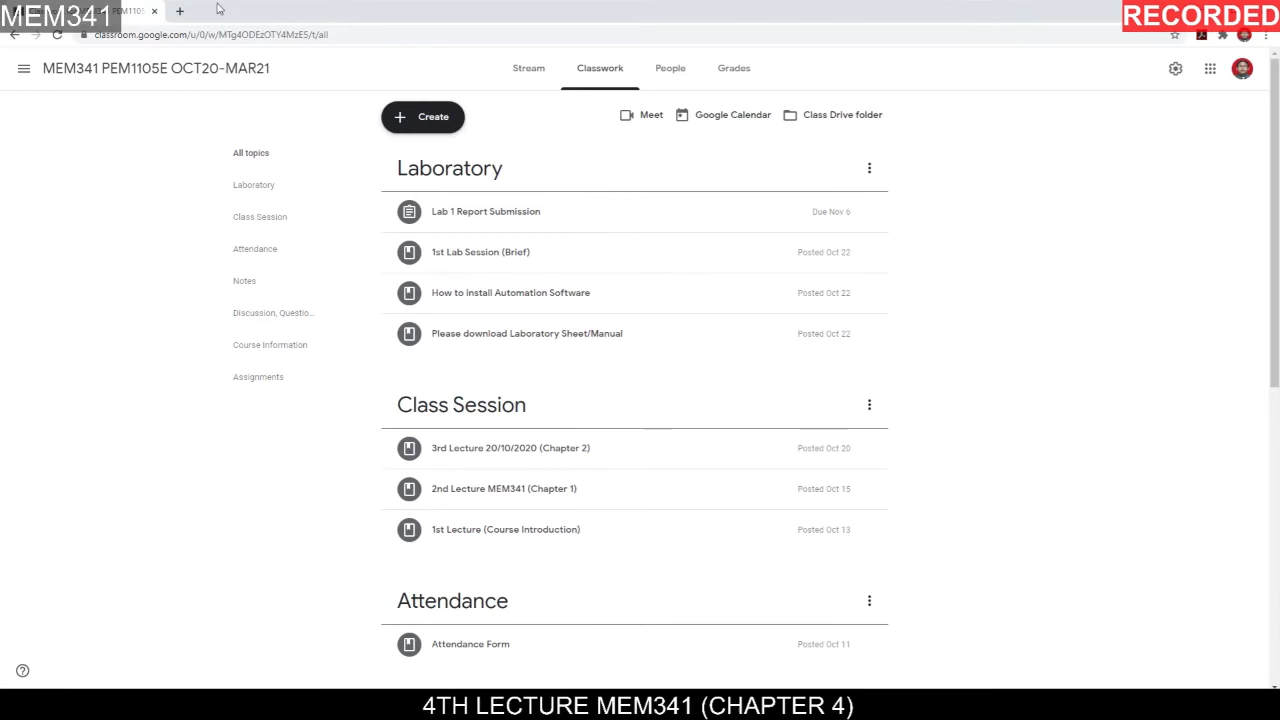 MEM341
RECORDED
classroom.google.com/u/0/w/MTg4ODEzOTY4MzE5/t/all
MEM341 PEM1105E OCT20-MAR21
Stream
Classwork
People
Grades
Create
Meet
Google Calendar
Class Drive folder
All topics
Laboratory
Class Session
Attendance
Notes
Discussion, Questio...
Course Information
Assignments
Laboratory
Lab 1 Report Submission
Due Nov 6
1st Lab Session (Brief)
Posted Oct 22
How to install Automation Software
Posted Oct 22
Please download Laboratory Sheet/Manual
Posted Oct 22
Class Session
3rd Lecture 20/10/2020 (Chapter 2)
Posted Oct 20
2nd Lecture MEM341 (Chapter 1)
Posted Oct 15
1st Lecture (Course Introduction)
Posted Oct 13
Attendance
Attendance Form
Posted Oct 11
4TH LECTURE MEM341 (CHAPTER 4)